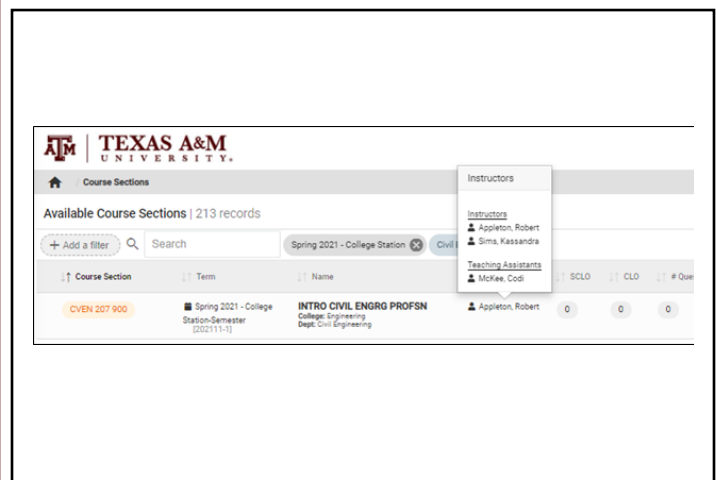 TEXAS A&M
UNIVERSITY®
/ Course Sections
Available Course Sections | 213 records
+ Add a filter Search Spring 2021 - College Station Civil
↓↑ Course Section ↓↑ Term ↓↑ Name ↓↑ SCLO ↓↑ CLO ↓↑ # Que
CVEN 207 900 Spring 2021 - College INTRO CIVIL ENGRG PROFSN Appleton, Robert 0 0 0
Station-Semester College: Engineering
[202111-1] Dept: Civil Engineering
Instructors
Instructors
Appleton, Robert
Sims, Kassandra
Teaching Assistants
McKee, Codi